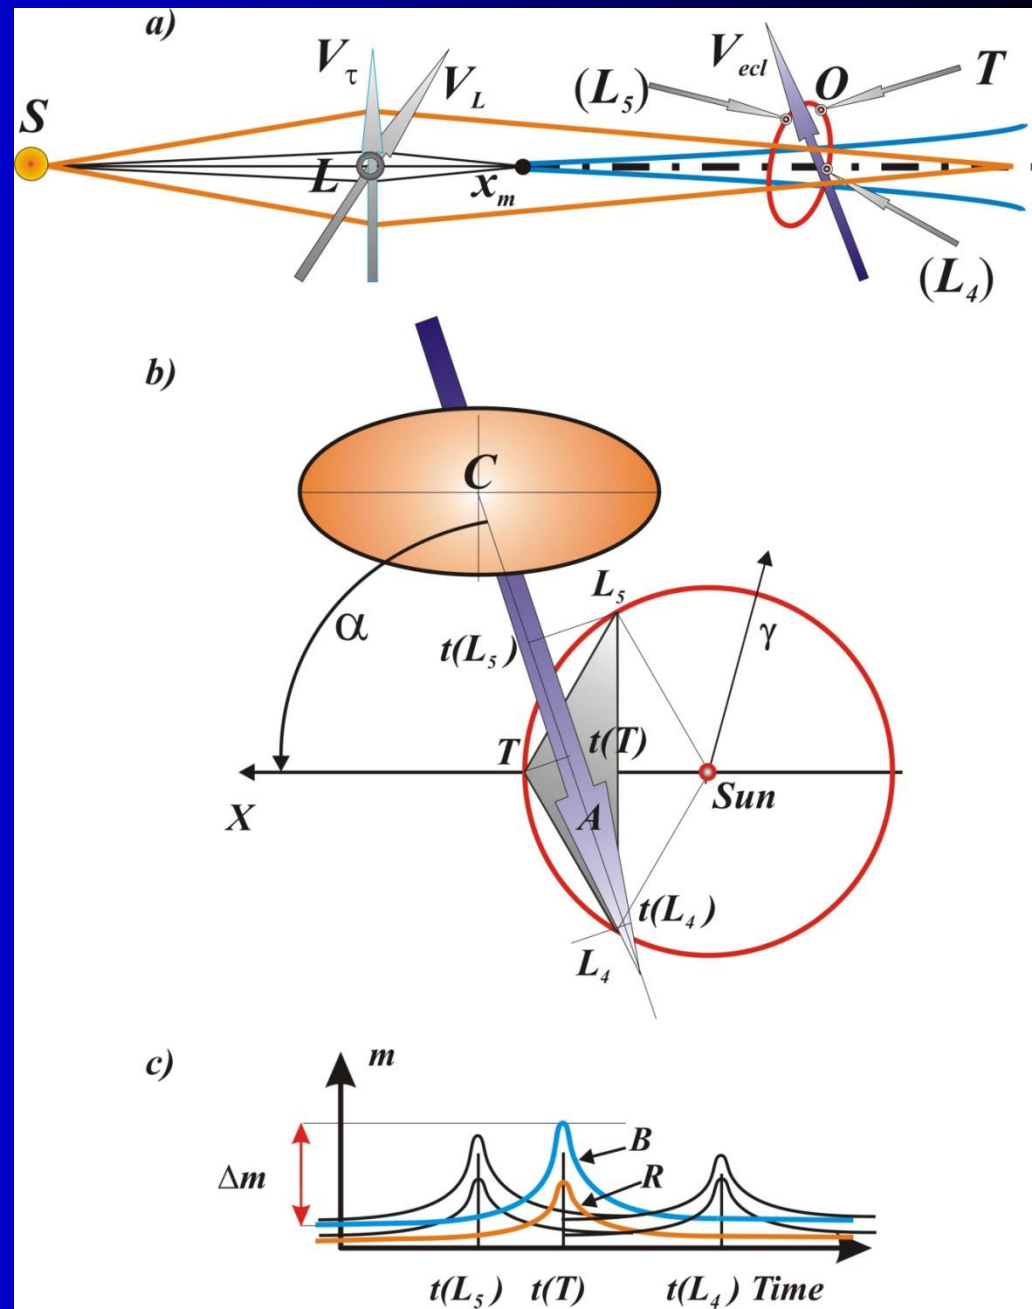 a)
V_τ
V_L
V_ecl
(L_5)
O
T
S
L
x_m
(L_4)
b)
C
α
L_5
t(L_5)
γ
T
t(T)
X
A
Sun
t(L_4)
L_4
c)
m
B
Δm
R
t(L_5) t(T) t(L_4) Time